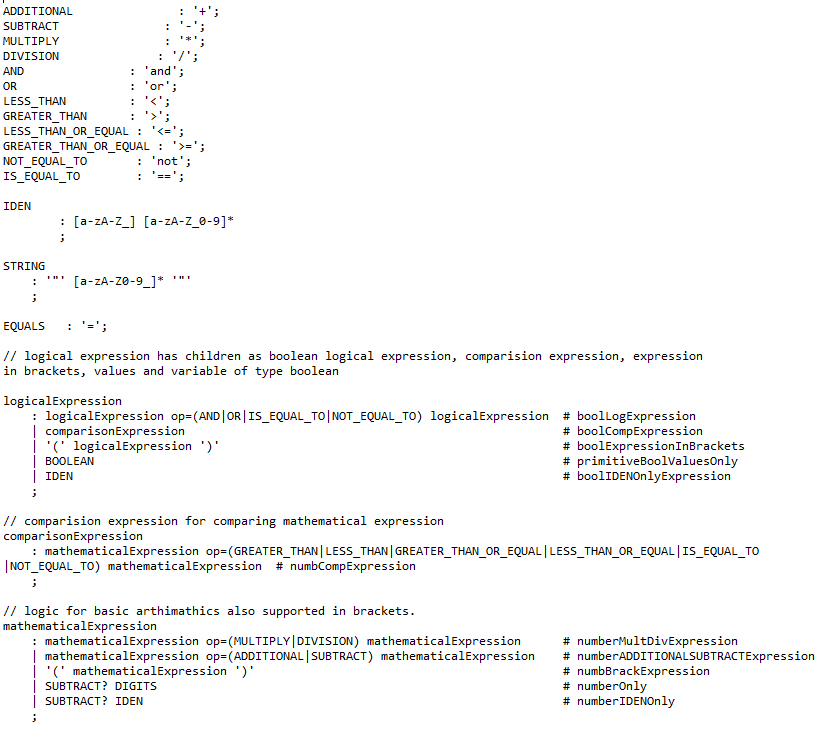 ADDITIONAL               : '+';
SUBTRACT               : '-';
MULTIPLY               : '*';
DIVISION              : '/';
AND               : 'and';
OR                : 'or';
LESS_THAN         : '<';
GREATER_THAN      : '>';
LESS_THAN_OR_EQUAL : '<=';
GREATER_THAN_OR_EQUAL : '>=';
NOT_EQUAL_TO       : 'not';
IS_EQUAL_TO        : '==';

IDEN
        : [a-zA-Z_] [a-zA-Z_0-9]*
        ;

STRING
    : '"' [a-zA-Z0-9_]* '"'
    ;

EQUALS   : '=';

// logical expression has children as boolean logical expression, comparision expression, expression
in brackets, values and variable of type boolean

logicalExpression
    : logicalExpression op=(AND|OR|IS_EQUAL_TO|NOT_EQUAL_TO) logicalExpression  # boolLogExpression
    | comparisonExpression                                                      # boolCompExpression
    | '(' logicalExpression ')'                                                 # boolExpressionInBrackets
    | BOOLEAN                                                                   # primitiveBoolValuesOnly
    | IDEN                                                                      # boolIDENOnlyExpression
    ;

// comparision expression for comparing mathematical expression
comparisonExpression
    : mathematicalExpression op=(GREATER_THAN|LESS_THAN|GREATER_THAN_OR_EQUAL|LESS_THAN_OR_EQUAL|IS_EQUAL_TO
|NOT_EQUAL_TO) mathematicalExpression  # numbCompExpression
    ;

// logic for basic arthimathics also supported in brackets.
mathematicalExpression
    : mathematicalExpression op=(MULTIPLY|DIVISION) mathematicalExpression      # numberMultDivExpression
    | mathematicalExpression op=(ADDITIONAL|SUBTRACT) mathematicalExpression    # numberADDITIONALSUBTRACTExpression
    | '(' mathematicalExpression ')'                                            # numbBrackExpression
    | SUBTRACT? DIGITS                                                          # numberOnly
    | SUBTRACT? IDEN                                                            # numberIDENOnly
    ;